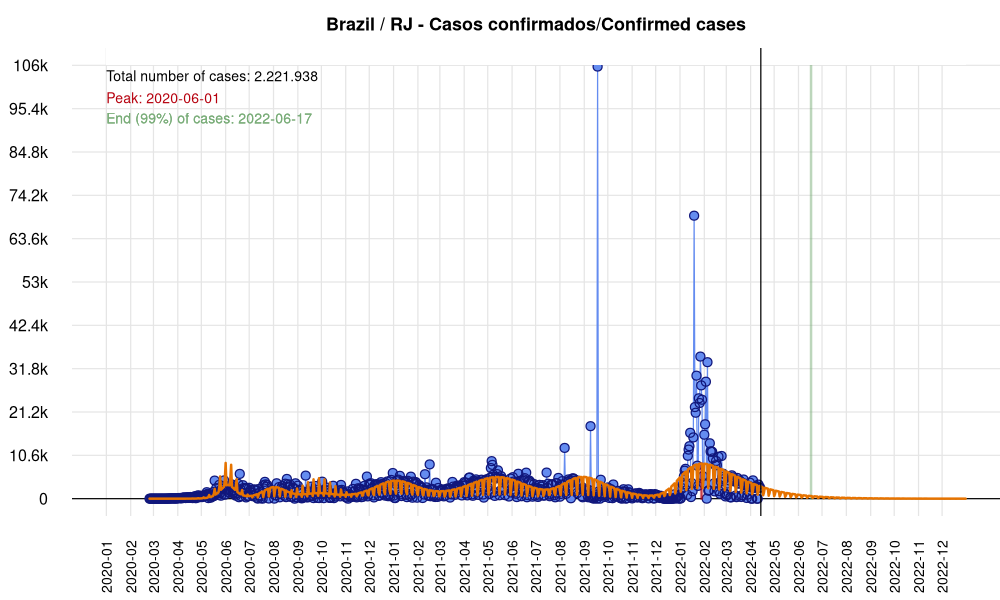 Brazil / RJ - Casos confirmados/Confirmed cases
Total number of cases: 2.221.938
Peak: 2020-06-01
End (99%) of cases: 2022-06-17
106k
95.4k
84.8k
74.2k
63.6k
53k
42.4k
31.8k
21.2k
10.6k
0
2020-01
2020-02
2020-03
2020-04
2020-05
2020-06
2020-07
2020-08
2020-09
2020-10
2020-11
2020-12
2021-01
2021-02
2021-03
2021-04
2021-05
2021-06
2021-07
2021-08
2021-09
2021-10
2021-11
2021-12
2022-01
2022-02
2022-03
2022-04
2022-05
2022-06
2022-07
2022-08
2022-09
2022-10
2022-11
2022-12